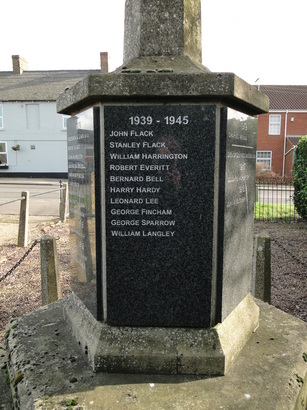 1939 - 1945
JOHN FLACK
STANLEY FLACK
WILLIAM HARRINGTON
ROBERT EVERITT
BERNARD BELL
HARRY HARDY
LEONARD LEE
GEORGE FINCHAM
GEORGE SPARROW
WILLIAM LANGLEY